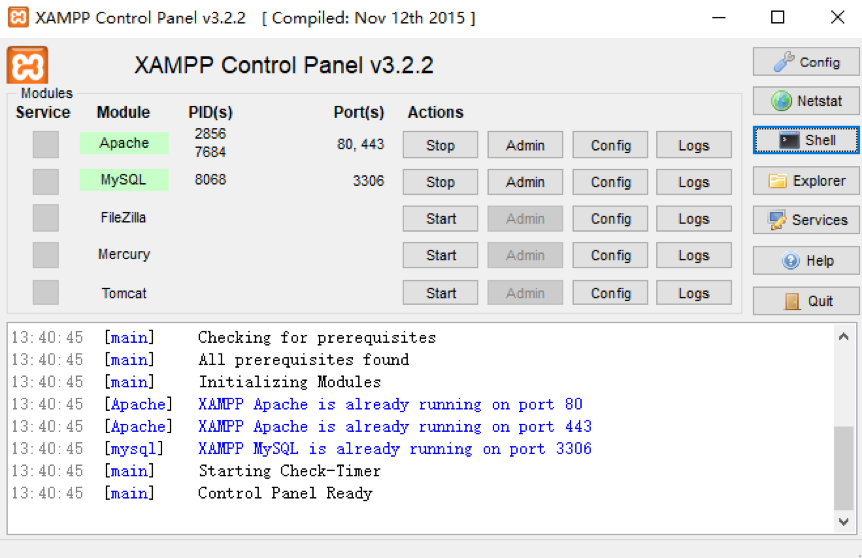 XAMPP Control Panel v3.2.2 [ Compiled: Nov 12th 2015 ]
XAMPP Control Panel v3.2.2
Config
Modules
Service Module PID(s) Port(s) Actions
Netstat
Apache 2856 7684 80, 443 Stop Admin Config Logs
Shell
MySQL 8068 3306 Stop Admin Config Logs
Explorer
FileZilla Start Admin Config Logs
Services
Mercury Start Admin Config Logs
Help
Tomcat Start Admin Config Logs
Quit
13:40:45 [main] Checking for prerequisites
13:40:45 [main] All prerequisites found
13:40:45 [main] Initializing Modules
13:40:45 [Apache] XAMPP Apache is already running on port 80
13:40:45 [Apache] XAMPP Apache is already running on port 443
13:40:45 [mysql] XAMPP MySQL is already running on port 3306
13:40:45 [main] Starting Check-Timer
13:40:45 [main] Control Panel Ready